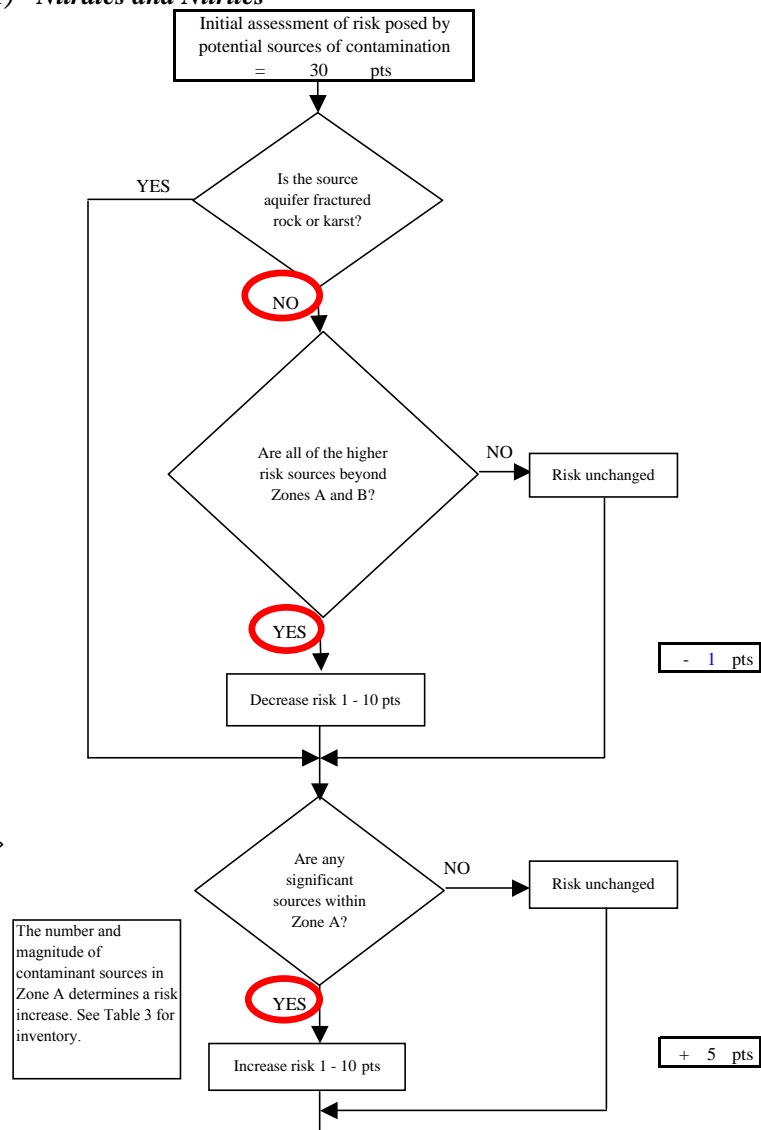 Nitrates and Nitrites
Initial assessment of risk posed by
potential sources of contamination
= 30 pts
YES
Is the source
aquifer fractured
rock or karst?
NO
Are all of the higher
risk sources beyond
Zones A and B?
NO
Risk unchanged
YES
- 1 pts
Decrease risk 1 - 10 pts
Are any
significant
sources within
Zone A?
NO
Risk unchanged
The number and
magnitude of
contaminant sources in
Zone A determines a risk
increase. See Table 3 for
inventory.
YES
+ 5 pts
Increase risk 1 - 10 pts